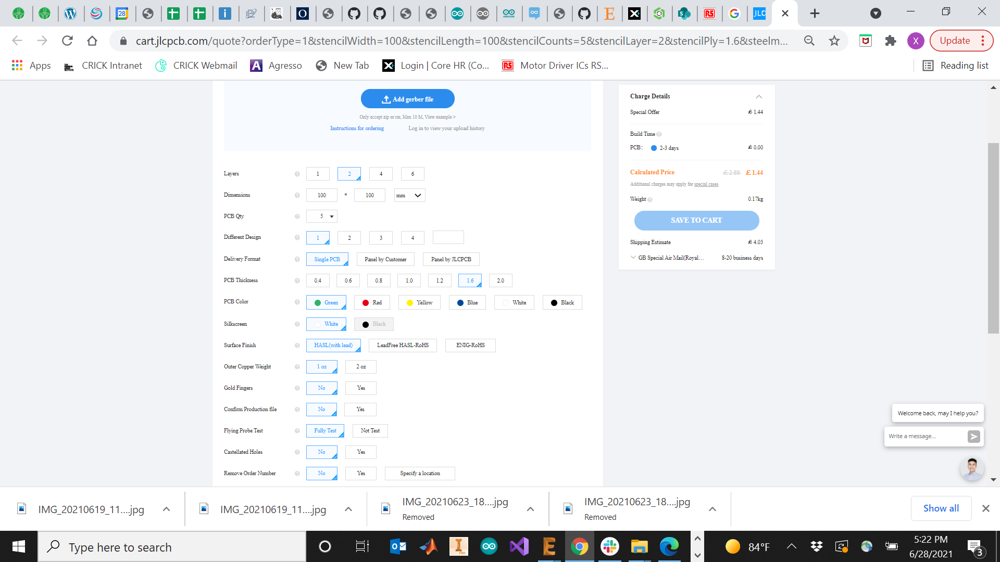 28
i
O
E
X
RS
JLC
cart.jlcpcb.com/quote?orderType=1&stencilWidth=100&stencilLength=100&stencilCounts=5&stencilLayer=2&stencilPly=1.6&steelm...
X
Update
Apps
CRICK Intranet
CRICK Webmail
A Agresso
New Tab
X Login | Core HR (Co...
RS Motor Driver ICs RS...
Reading list
Add gerber file
Only accept zip or rar, Max 10 M, View example >
Instructions for ordering
Log in to view your upload history
Layers ? 1 2 4 6
Dimensions ? 100 * 100 mm
PCB Qty ? 5
Different Design ? 1 2 3 4
Delivery Format ? Single PCB Panel by Customer Panel by JLCPCB
PCB Thickness ? 0.4 0.6 0.8 1.0 1.2 1.6 2.0
PCB Color ? Green Red Yellow Blue White Black
Silkscreen ? White Black
Surface Finish ? HASL(with lead) LeadFree HASL-RoHS ENIG-RoHS
Outer Copper Weight ? 1 oz 2 oz
Gold Fingers ? No Yes
Confirm Production file ? No Yes
Flying Probe Test ? Fully Test Not Test
Castellated Holes ? No Yes
Remove Order Number ? No Yes Specify a location
Charge Details
Special Offer £ 1.44
Build Time ?
PCB: 2-3 days £ 0.00
Calculated Price £ 2.88 £ 1.44
Additional charges may apply for special cases
Weight ? 0.17kg
SAVE TO CART
Shipping Estimate £ 4.03
GB Special Air Mail(Royal... 8-20 business days
Welcome back, may I help you?
Write a message...
IMG_20210619_11....jpg
IMG_20210619_11....jpg
IMG_20210623_18....jpg
Removed
IMG_20210623_18....jpg
Removed
Show all
Type here to search
I
PRO
E
84°F
5:22 PM
6/28/2021
3